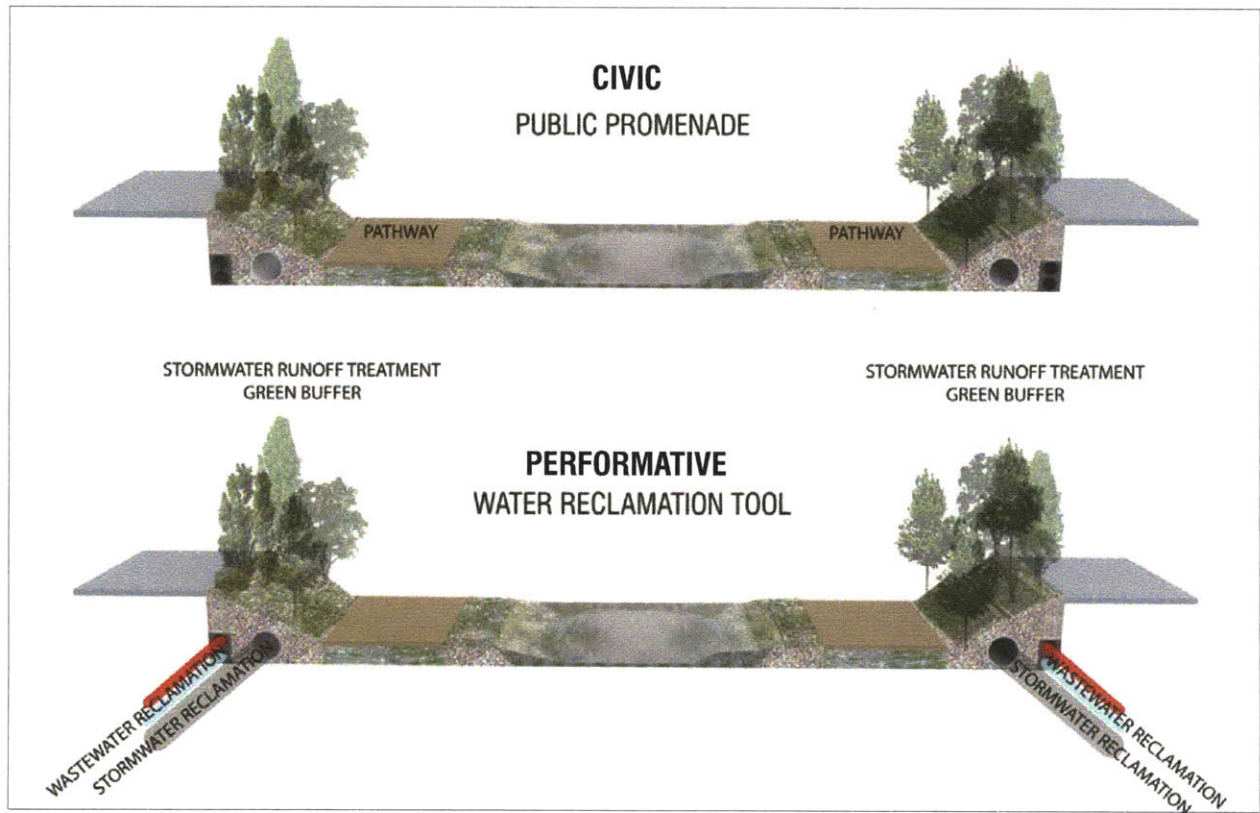 CIVIC
PUBLIC PROMENADE
PATHWAY
PATHWAY
STORMWATER RUNOFF TREATMENT
GREEN BUFFER
STORMWATER RUNOFF TREATMENT
GREEN BUFFER
PERFORMATIVE
WATER RECLAMATION TOOL
WASTEWATER RECLAMATION
STORMWATER RECLAMATION
WASTEWATER RECLAMATION
STORMWATER RECLAMATION